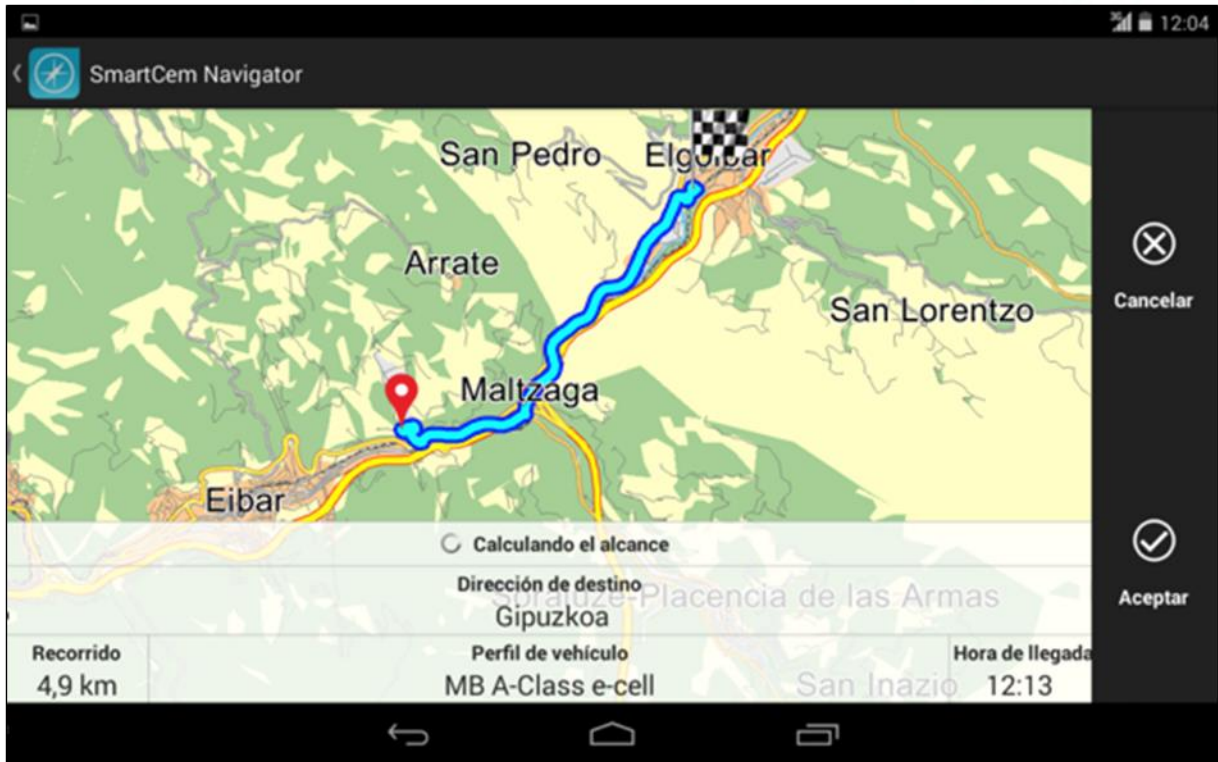 3G 12:04
SmartCem Navigator
San Pedro Elgoibar
Arrate
San Lorentzo
Cancelar
Maltzaga
Eibar
Calculando el alcance
Dirección de destino
Soraluze-Placencia de las Armas
Gipuzkoa
Aceptar
Recorrido Perfil de vehículo Hora de llegada
4,9 km MB A-Class e-cell San Inazio 12:13